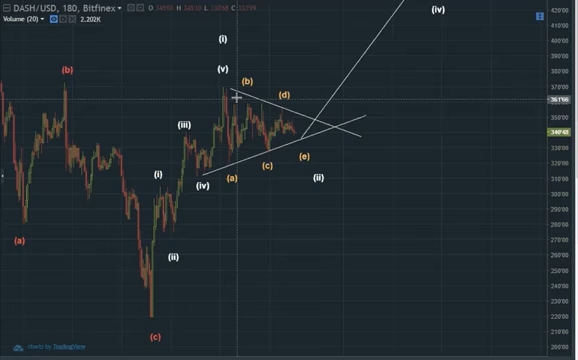 DASH/USD, 180, Bitfinex
Volume (20)
2,202K
(iv)
(i)
(v)
(b)
(b)
(d)
(iii)
(e)
(c)
(a)
(iv)
(i)
(ii)
(ii)
(a)
(c)
charts by TradingView
420'00
410'00
400'00
390'00
380'00
370'00
360'00
350'00
340'48
330'00
320'00
310'00
300'00
290'00
280'00
270'00
260'00
250'00
240'00
230'00
220'00
210'00
200'00